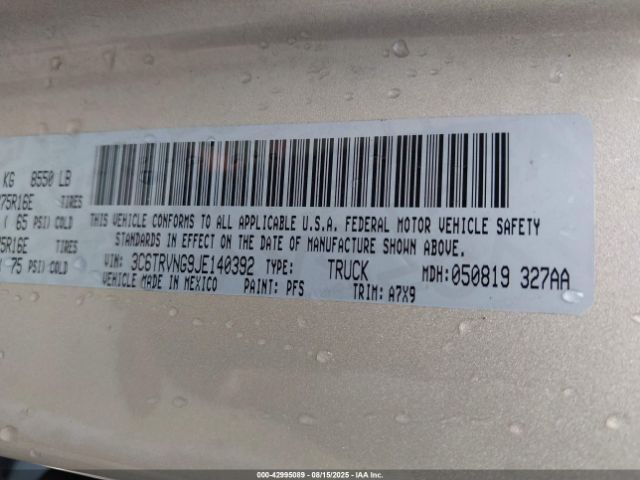 KG 8550 LB
75R16E TIRES
( 65 PSI) COLD
75R16E TIRES
( 75 PSI) COLD
THIS VEHICLE CONFORMS TO ALL APPLICABLE U.S.A. FEDERAL MOTOR VEHICLE SAFETY
STANDARDS IN EFFECT ON THE DATE OF MANUFACTURE SHOWN ABOVE.
VIN: 3C6TRVNG9JE140392 TYPE: TRUCK MDH: 050819 327AA
VEHICLE MADE IN MEXICO PAINT: PFS TRIM: A7X9
000-42995089 - 08/15/2025 - IAAI.com